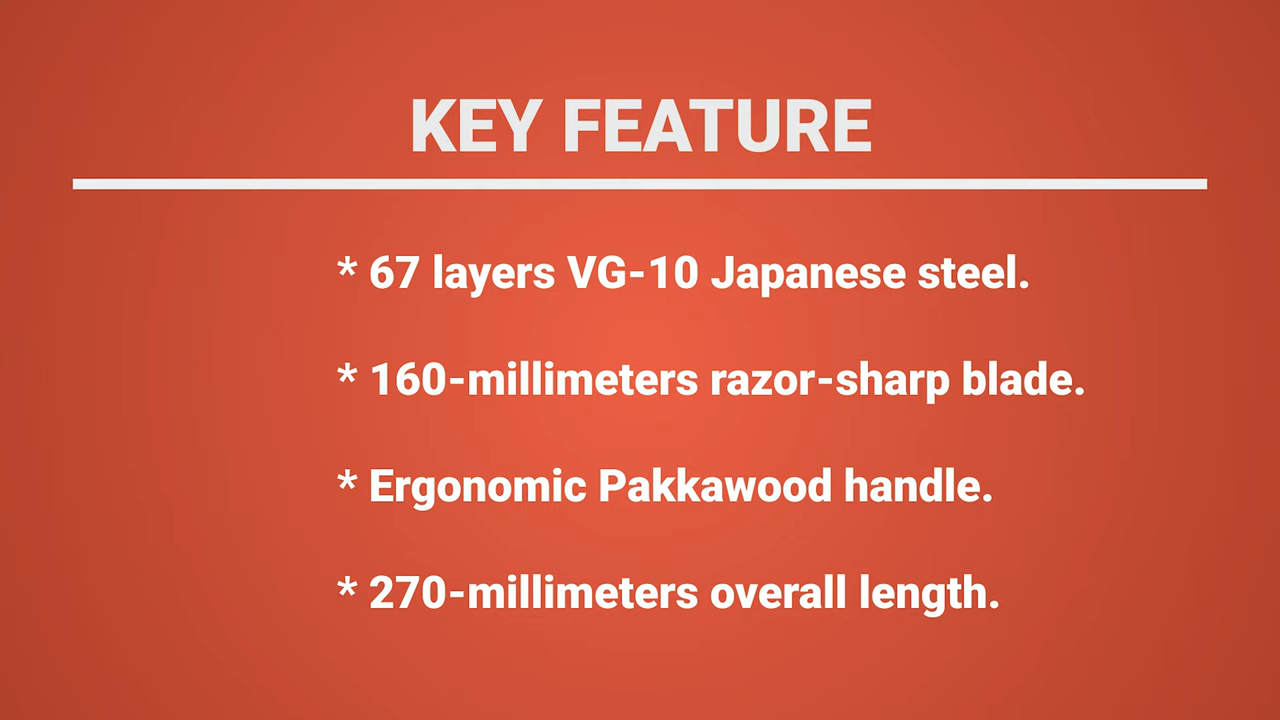 KEY FEATURE
* 67 layers VG-10 Japanese steel.
* 160-millimeters razor-sharp blade.
* Ergonomic Pakkawood handle.
* 270-millimeters overall length.